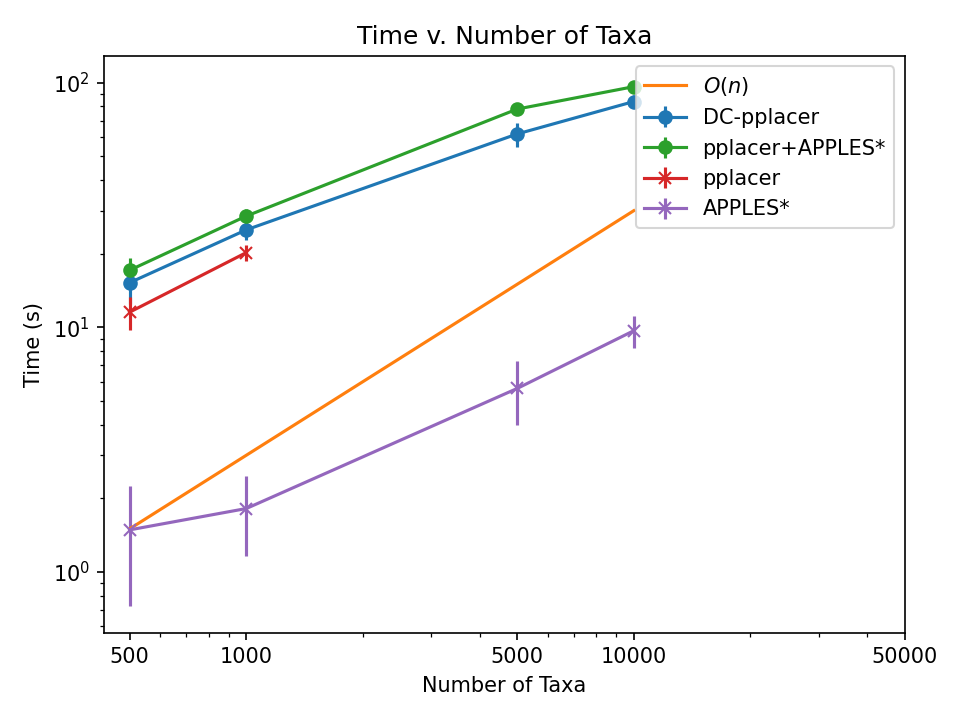 Time v. Number of Taxa
Time (s)
10²
10¹
10⁰
O(n)
DC-pplacer
pplacer+APPLES*
pplacer
APPLES*
500 1000 5000 10000 50000
Number of Taxa